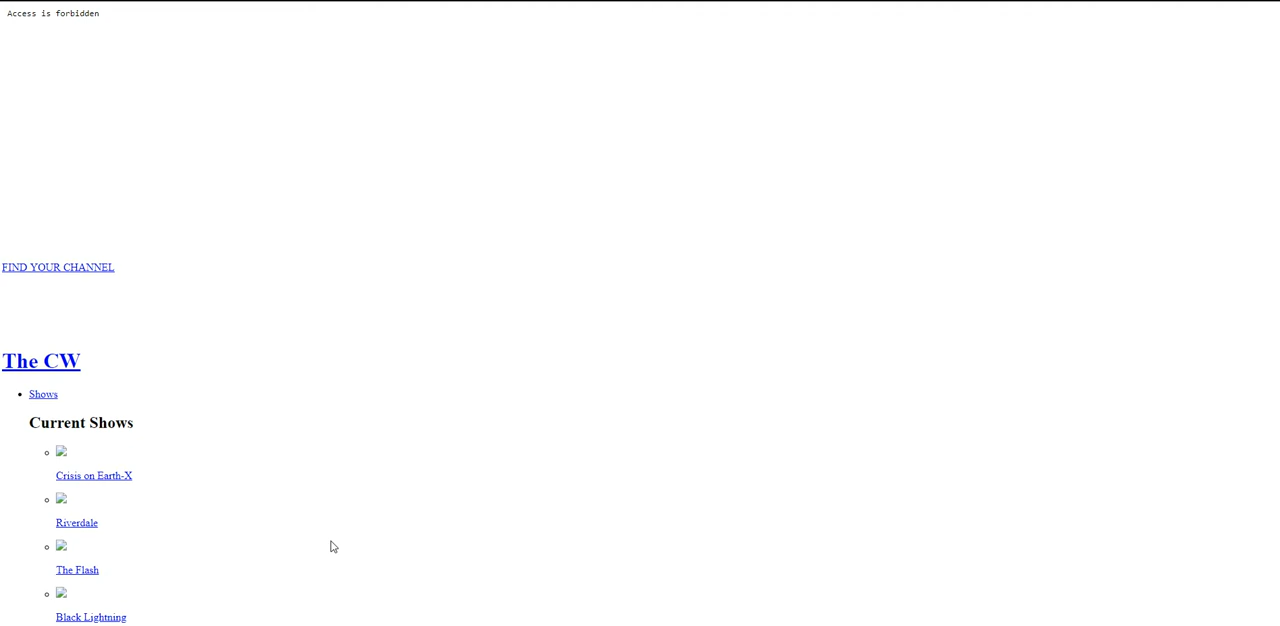 Access is forbidden
FIND YOUR CHANNEL
The CW
Shows
Current Shows
Crisis on Earth-X
Riverdale
The Flash
Black Lightning